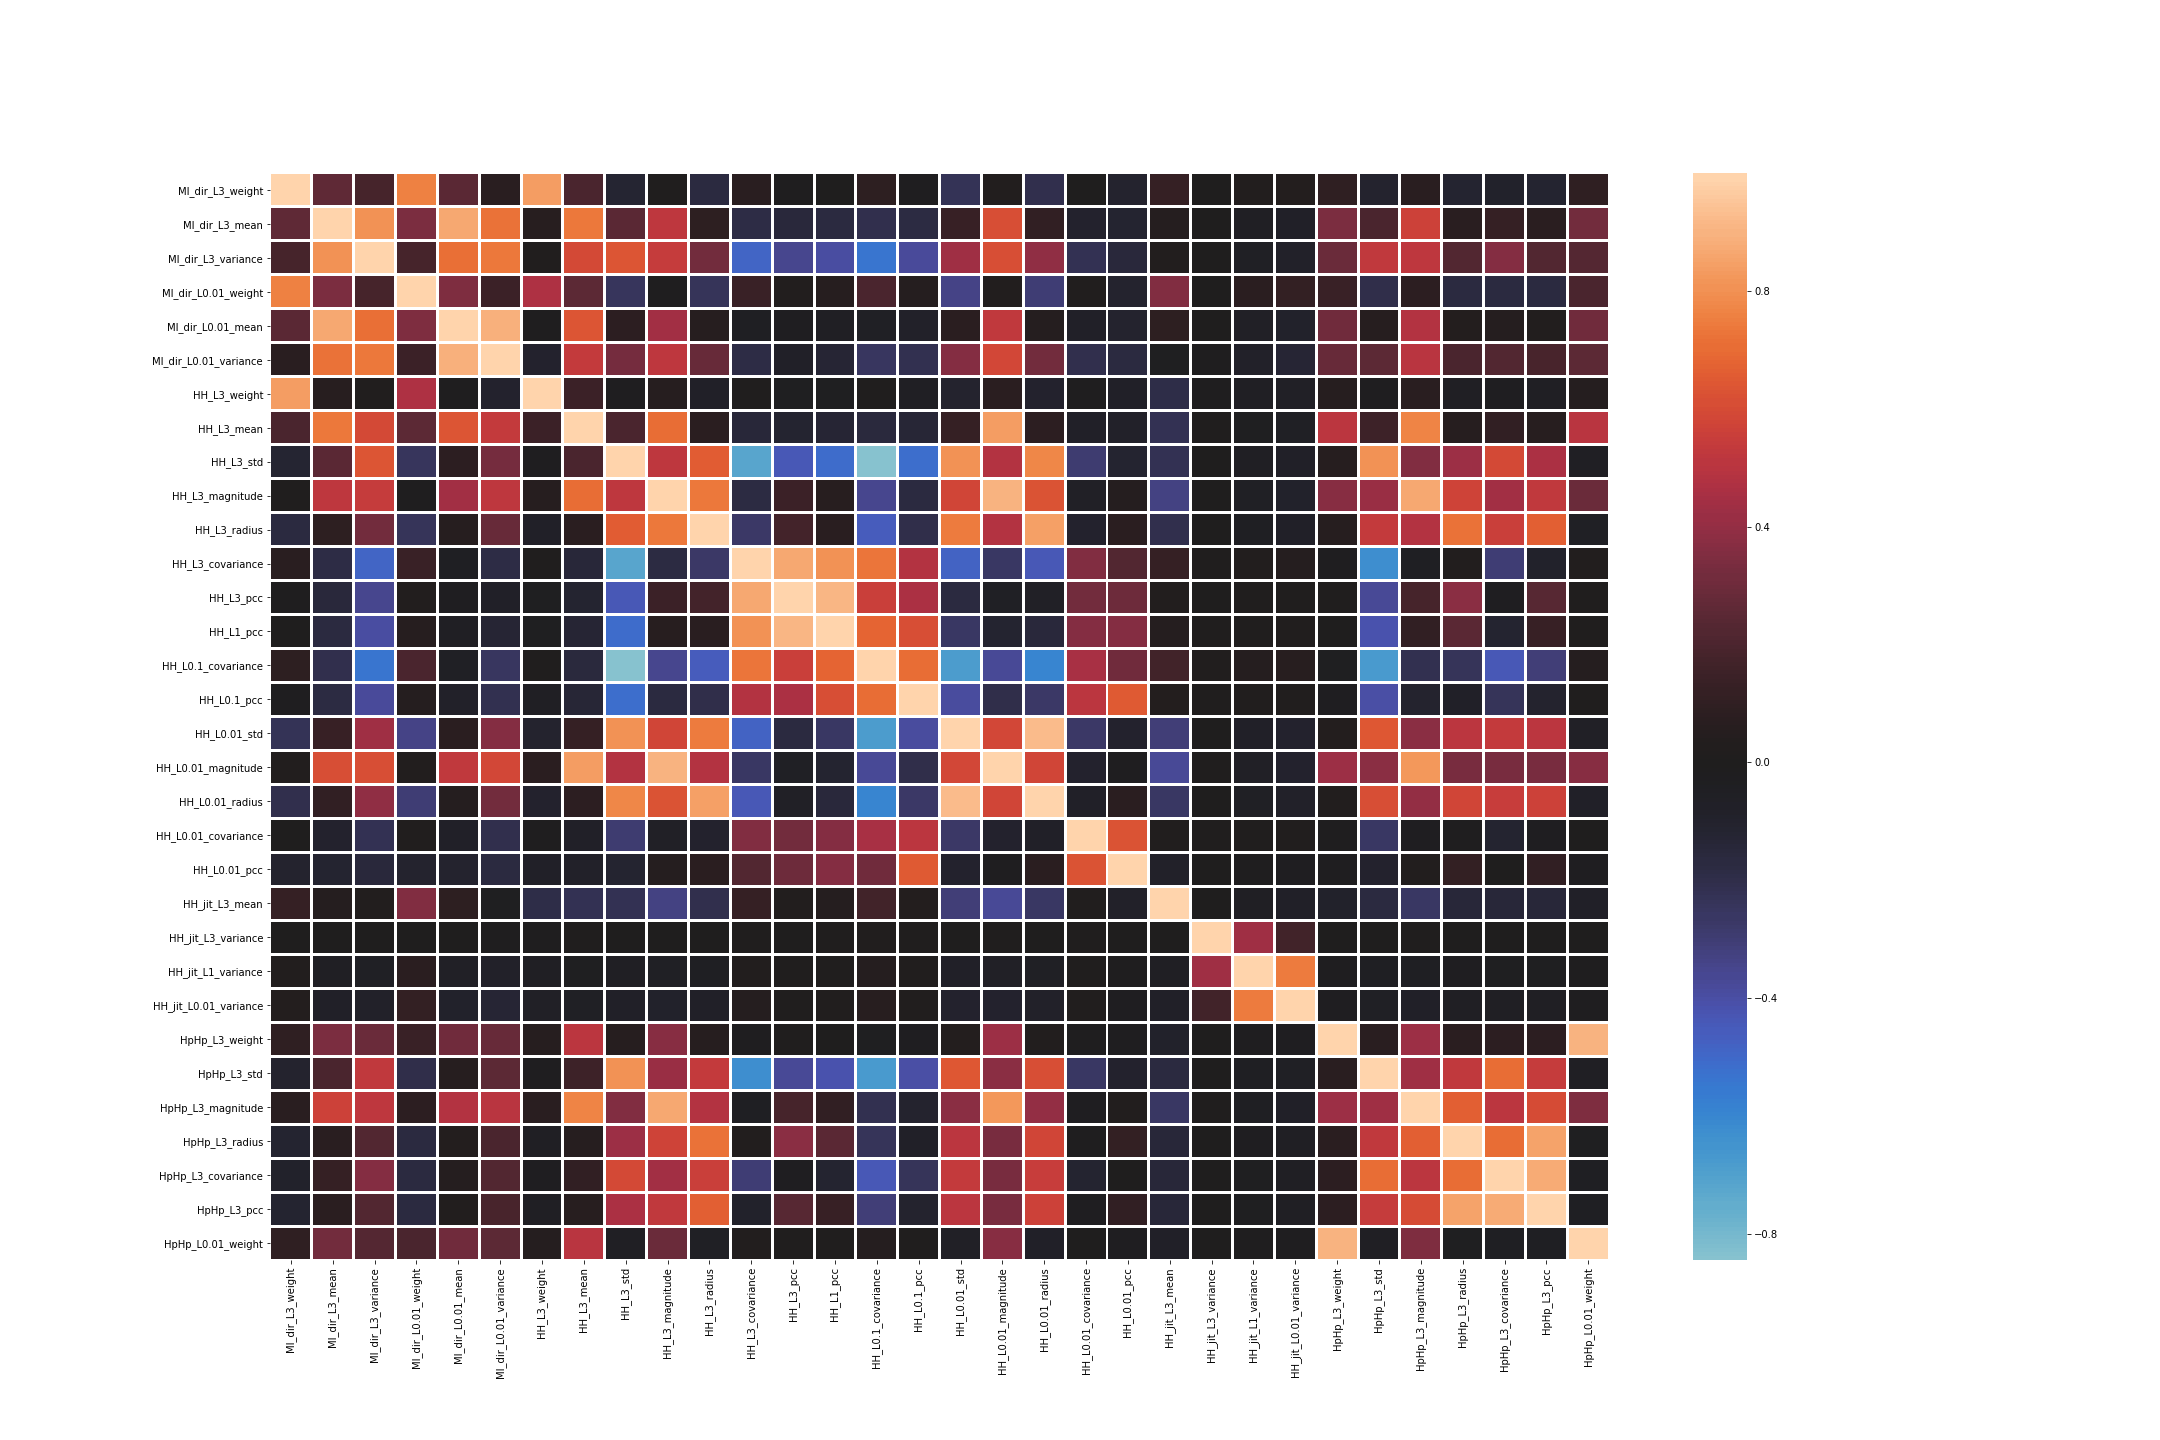 MI_dir_L3_weight
MI_dir_L3_mean
MI_dir_L3_variance
MI_dir_L0.01_weight
MI_dir_L0.01_mean
MI_dir_L0.01_variance
HH_L3_weight
HH_L3_mean
HH_L3_std
HH_L3_magnitude
HH_L3_radius
HH_L3_covariance
HH_L3_pcc
HH_L1_pcc
HH_L0.1_covariance
HH_L0.1_pcc
HH_L0.01_std
HH_L0.01_magnitude
HH_L0.01_radius
HH_L0.01_covariance
HH_L0.01_pcc
HH_jit_L3_mean
HH_jit_L3_variance
HH_jit_L1_variance
HH_jit_L0.01_variance
HpHp_L3_weight
HpHp_L3_std
HpHp_L3_magnitude
HpHp_L3_radius
HpHp_L3_covariance
HpHp_L3_pcc
HpHp_L0.01_weight
MI_dir_L3_weight
MI_dir_L3_mean
MI_dir_L3_variance
MI_dir_L0.01_weight
MI_dir_L0.01_mean
MI_dir_L0.01_variance
HH_L3_weight
HH_L3_mean
HH_L3_std
HH_L3_magnitude
HH_L3_radius
HH_L3_covariance
HH_L3_pcc
HH_L1_pcc
HH_L0.1_covariance
HH_L0.1_pcc
HH_L0.01_std
HH_L0.01_magnitude
HH_L0.01_radius
HH_L0.01_covariance
HH_L0.01_pcc
HH_jit_L3_mean
HH_jit_L3_variance
HH_jit_L1_variance
HH_jit_L0.01_variance
HpHp_L3_weight
HpHp_L3_std
HpHp_L3_magnitude
HpHp_L3_radius
HpHp_L3_covariance
HpHp_L3_pcc
HpHp_L0.01_weight
0.8
0.4
0.0
−0.4
−0.8